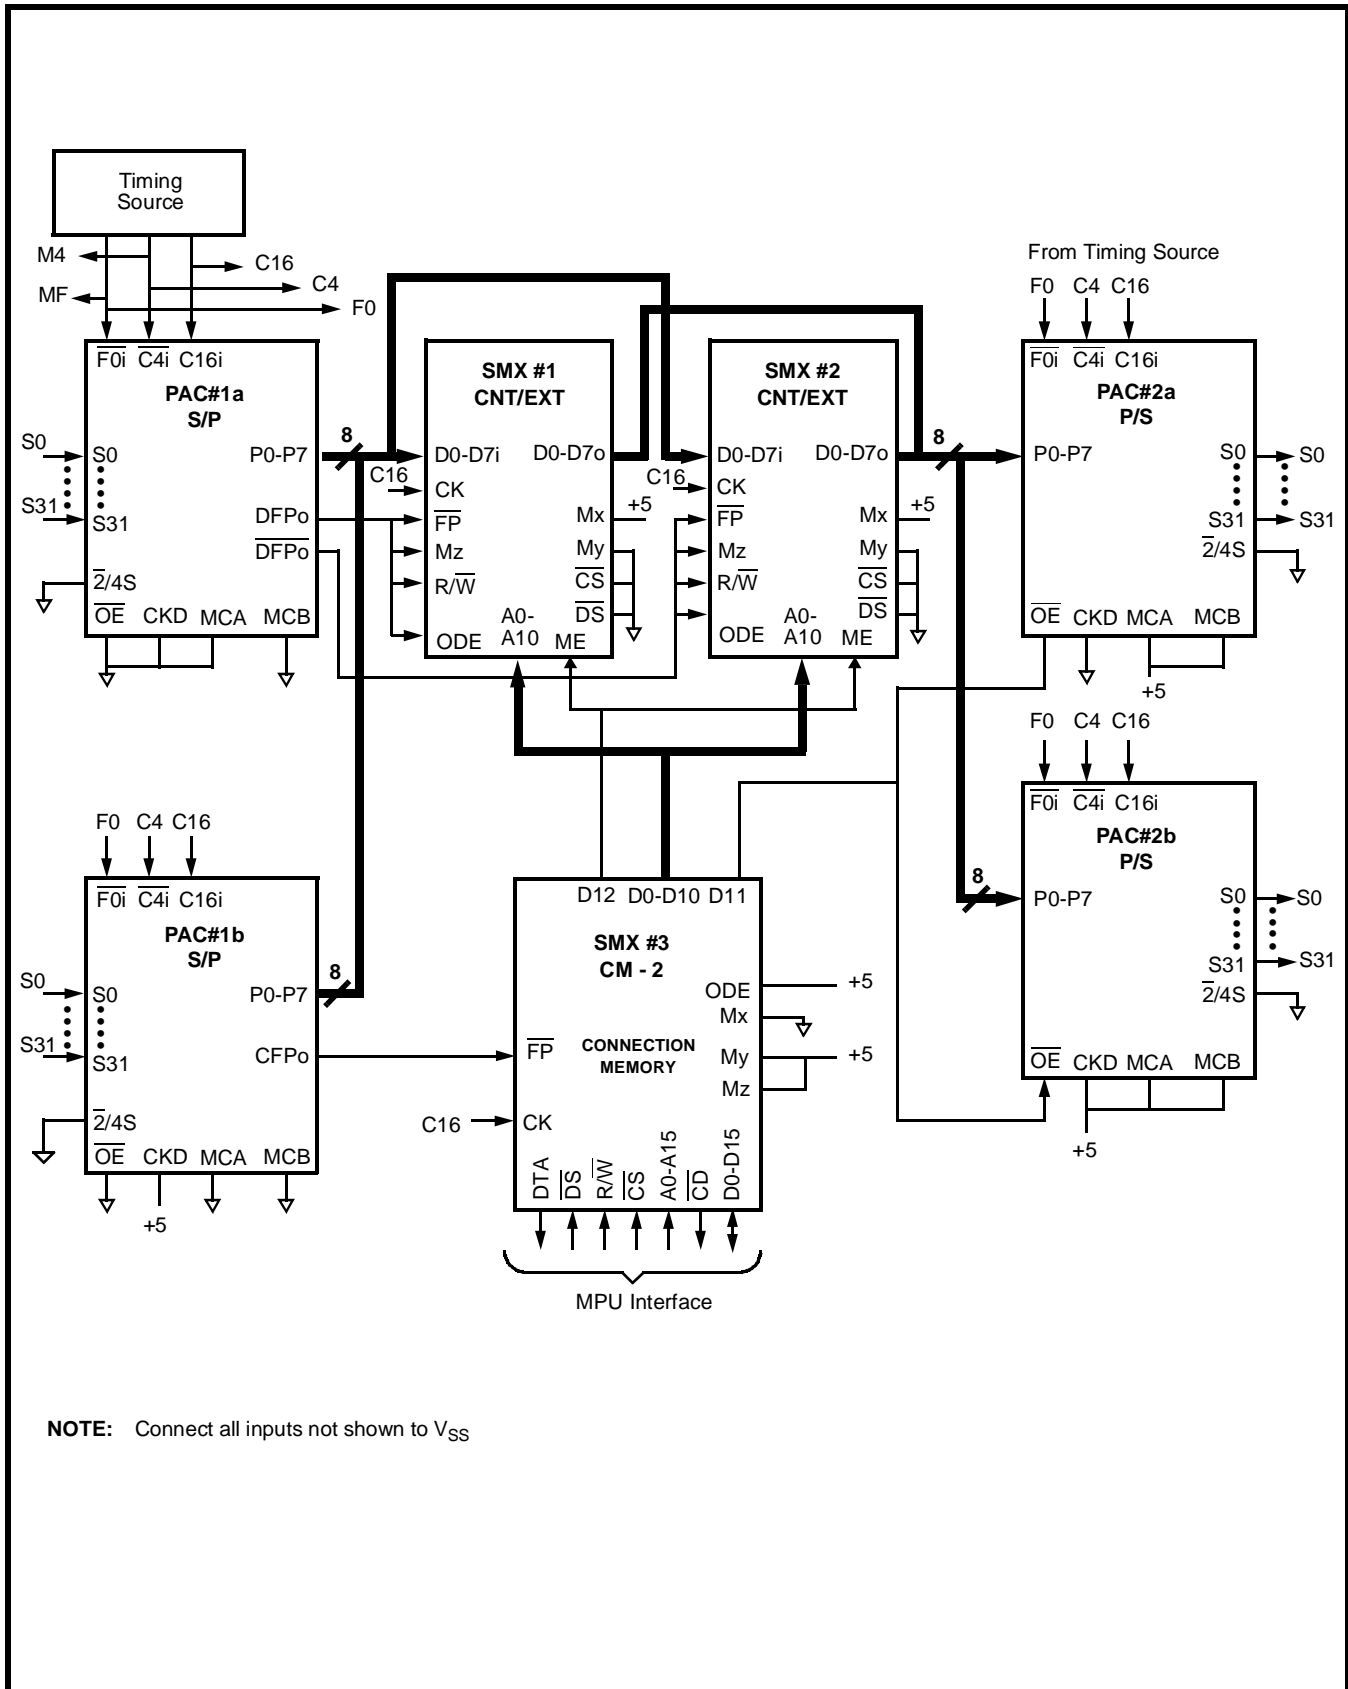 Timing
Source
M4
C16
C4
MF
F0
From Timing Source
F0 C4 C16
F0i C4i C16i
PAC#1a
S/P
S0
S0
P0-P7
8
S31
S31
DFPo
DFPo
2/4S
OE CKD MCA MCB
SMX #1
CNT/EXT
D0-D7i
D0-D7o
C16
CK
FP
Mx
+5
Mz
My
R/W
CS
DS
ODE
A0-
A10
ME
SMX #2
CNT/EXT
D0-D7i
D0-D7o
C16
CK
FP
Mx
+5
Mz
My
R/W
CS
DS
ODE
A0-
A10
ME
8
F0i C4i C16i
PAC#2a
P/S
P0-P7
S0
S0
S31
S31
2/4S
OE CKD MCA MCB
+5
F0 C4 C16
F0i C4i C16i
PAC#2b
P/S
8
P0-P7
S0
S0
S31
S31
2/4S
OE CKD MCA MCB
+5
F0 C4 C16
F0i C4i C16i
PAC#1b
S/P
S0
S0
P0-P7
8
S31
S31
CFPo
2/4S
OE CKD MCA MCB
+5
D12 D0-D10 D11
SMX #3
CM - 2
ODE
+5
Mx
FP
CONNECTION
MEMORY
My
+5
Mz
C16
CK
DTA DS R/W CS A0-A15 CD D0-D15
MPU Interface
NOTE: Connect all inputs not shown to VSS